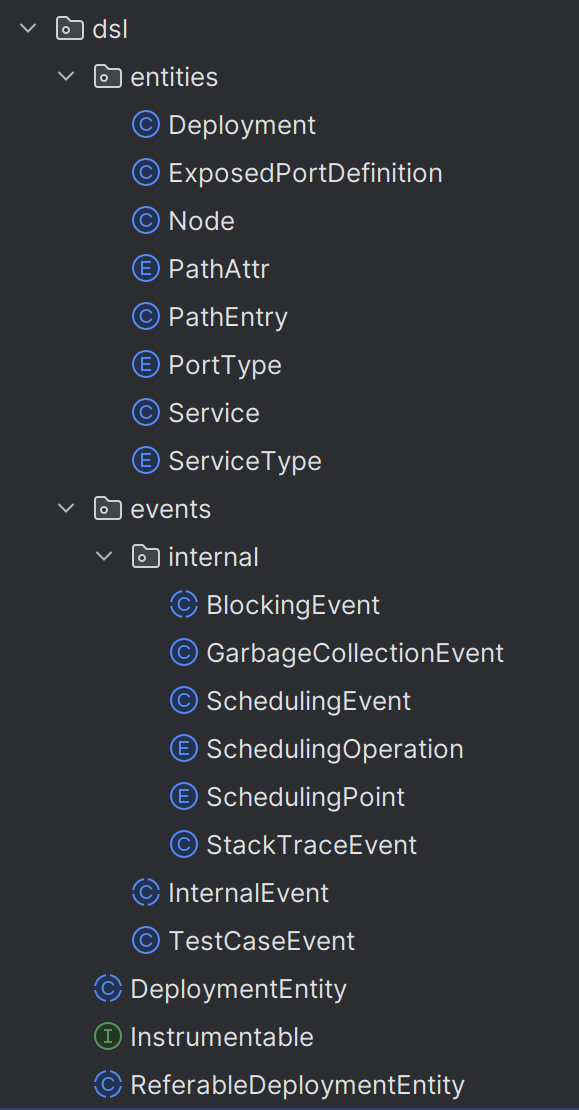 dsl
entities
C Deployment
C ExposedPortDefinition
C Node
E PathAttr
C PathEntry
E PortType
C Service
E ServiceType
events
internal
C BlockingEvent
C GarbageCollectionEvent
C SchedulingEvent
E SchedulingOperation
E SchedulingPoint
C StackTraceEvent
C InternalEvent
C TestCaseEvent
C DeploymentEntity
I Instrumentable
C ReferableDeploymentEntity